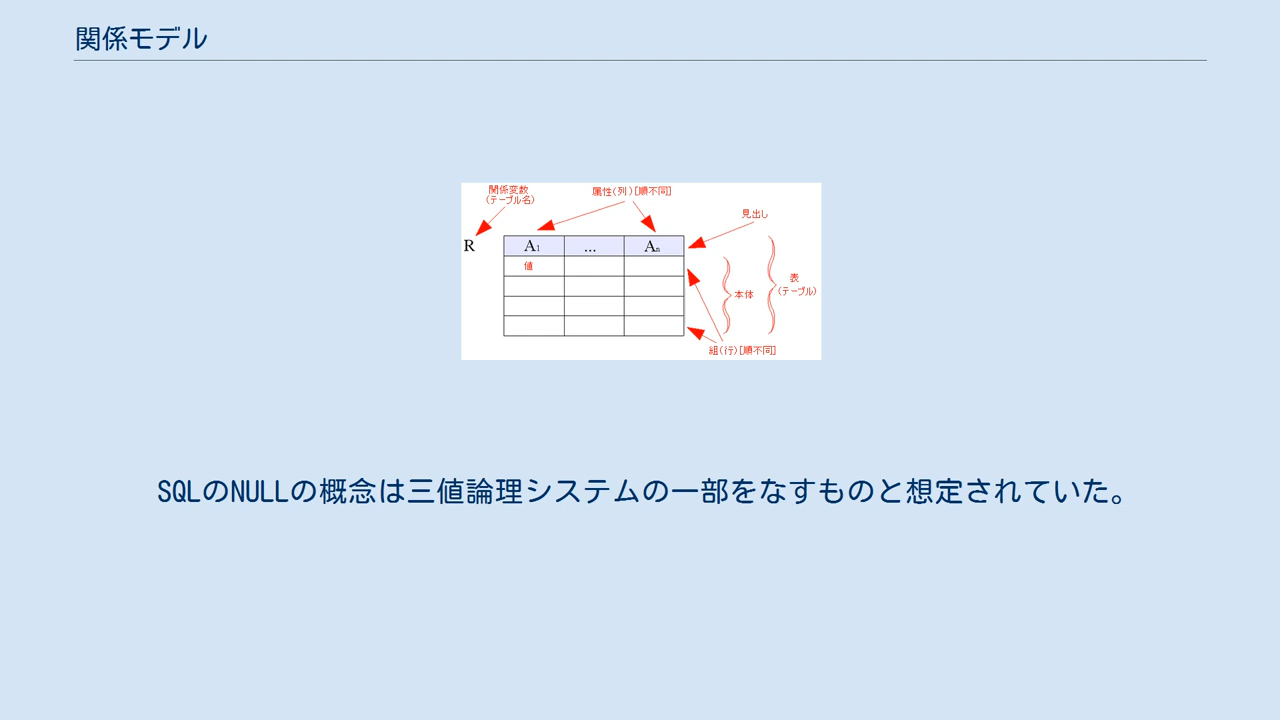 関係モデル
関係変数
(テーブル名)
属性(列)[順不同]
見出し
R
A1
...
An
値
本体
表
(テーブル)
組(行)[順不同]
SQLのNULLの概念は三値論理システムの一部をなすものと想定されていた。